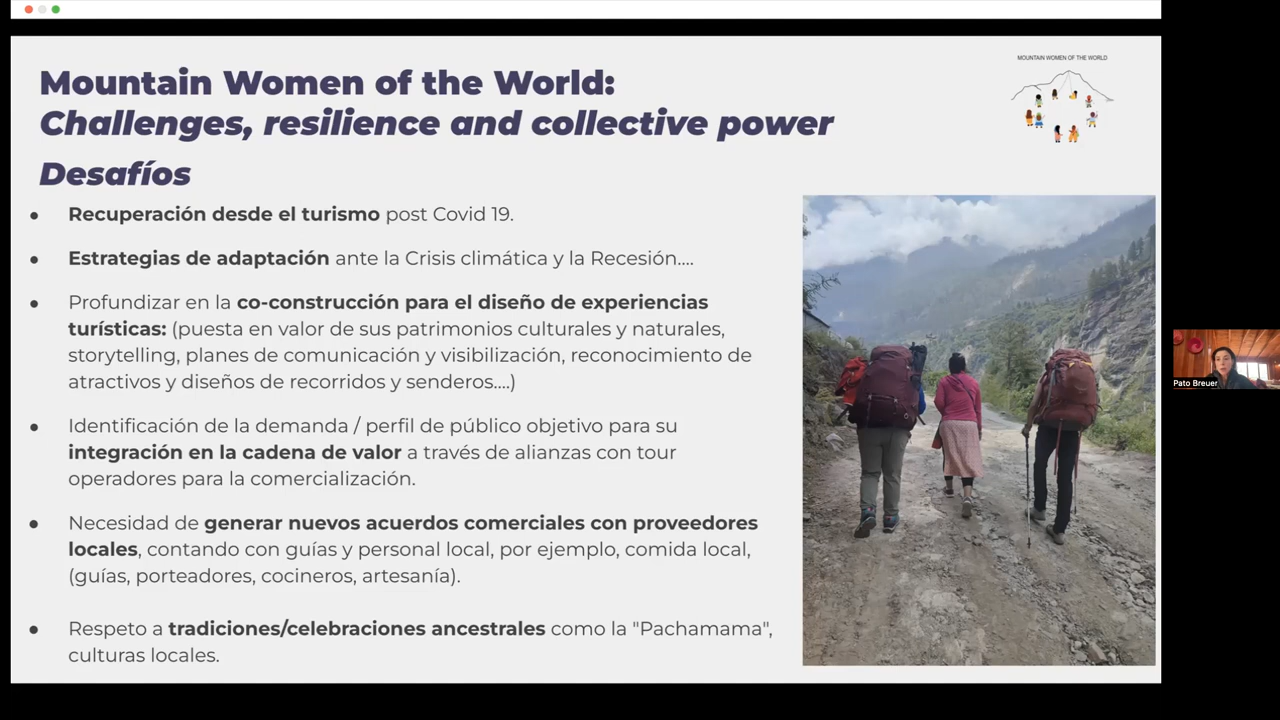 Mountain Women of the World:
Challenges, resilience and collective power
MOUNTAIN WOMEN OF THE WORLD
Desafíos
● Recuperación desde el turismo post Covid 19.
● Estrategias de adaptación ante la Crisis climática y la Recesión....
● Profundizar en la co-construcción para el diseño de experiencias
turísticas: (puesta en valor de sus patrimonios culturales y naturales,
storytelling, planes de comunicación y visibilización, reconocimiento de
atractivos y diseños de recorridos y senderos....)
● Identificación de la demanda / perfil de público objetivo para su
integración en la cadena de valor a través de alianzas con tour
operadores para la comercialización.
● Necesidad de generar nuevos acuerdos comerciales con proveedores
locales, contando con guías y personal local, por ejemplo, comida local,
(guías, porteadores, cocineros, artesanía).
● Respeto a tradiciones/celebraciones ancestrales como la "Pachamama",
culturas locales.
Pato Breuer